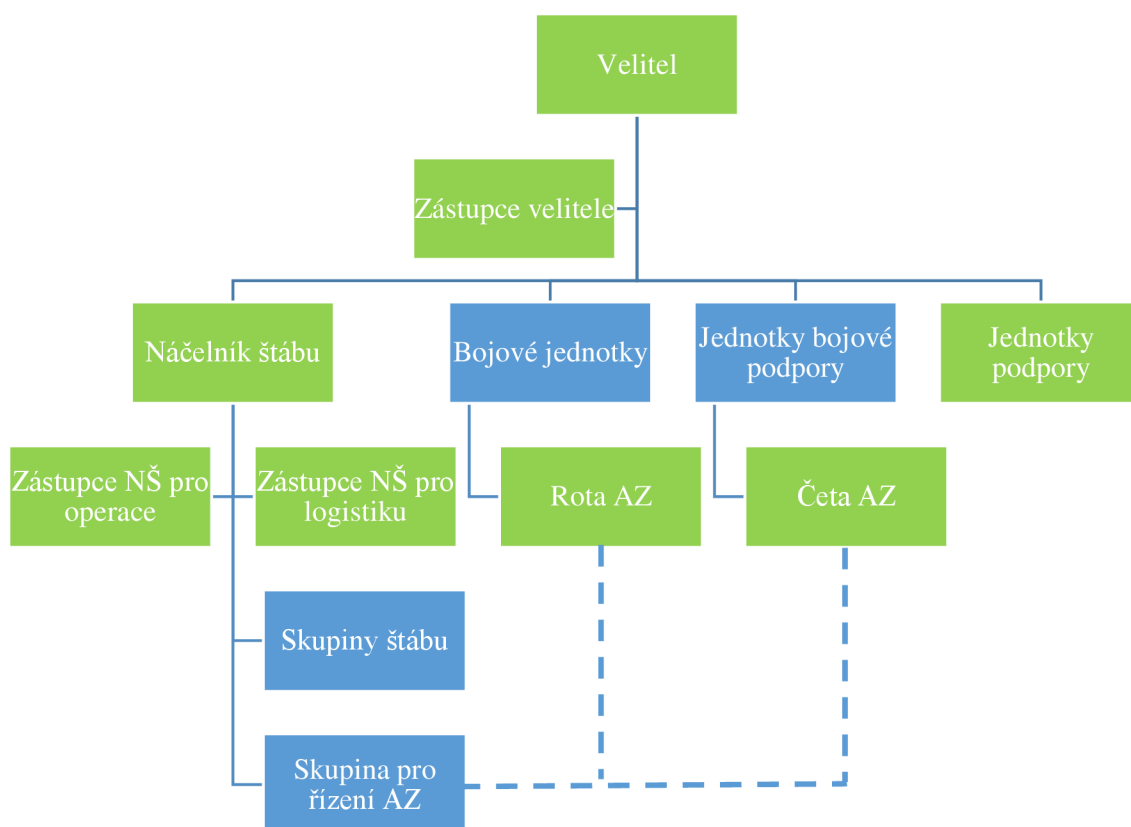 Velitel
Zástupce velitele
Náčelník štábu
Bojové jednotky
Jednotky bojové
podpory
Jednotky
podpory
Zástupce NŠ pro
operace
Zástupce NŠ pro
logistiku
Rota AZ
Četa AZ
Skupiny štábu
Skupina pro
řízení AZ